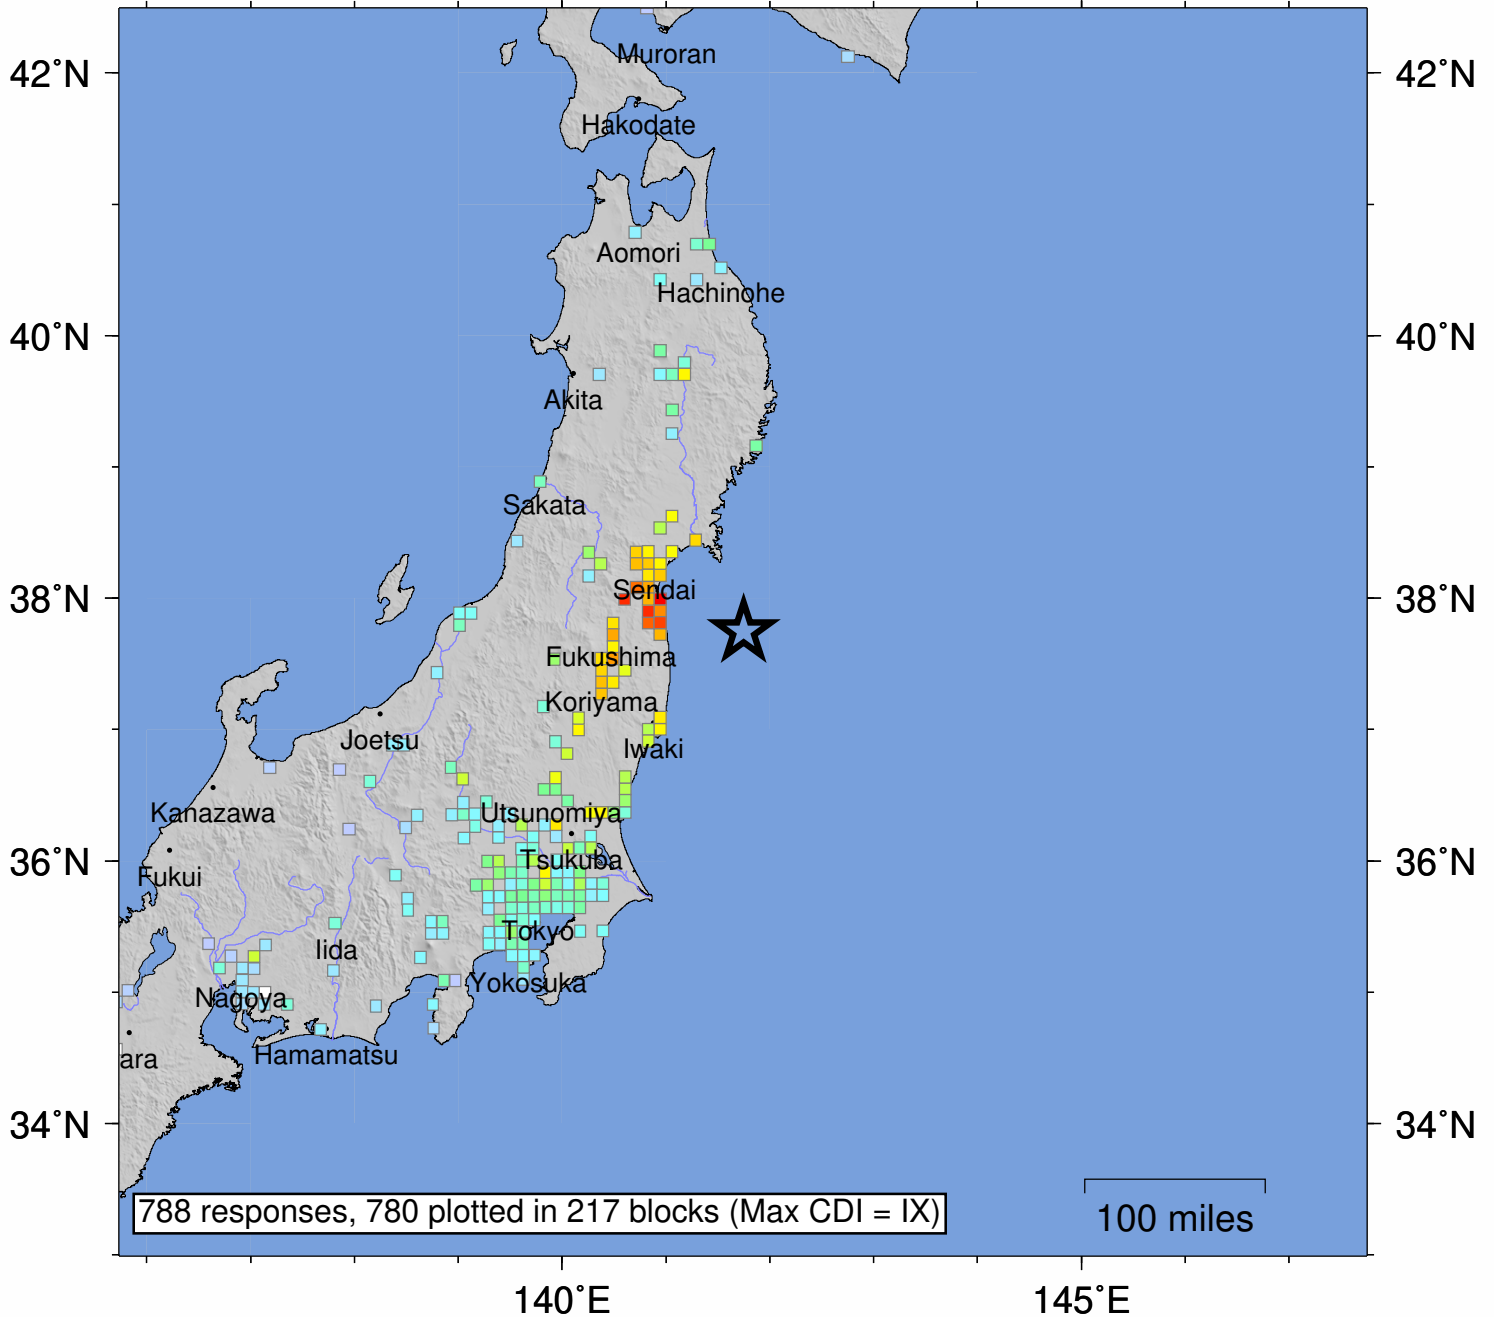 Muroran
42°N
42°N
Hakodate
Aomori
Hachinohe
40°N
40°N
Akita
Sakata
Sendai
38°N
38°N
Fukushima
Koriyama
Joetsu
Iwaki
Kanazawa
Utsunomiya
36°N
Tsukuba
36°N
Fukui
Tokyo
Iida
Yokosuka
Nagoya
Hamamatsu
ara
34°N
34°N
788 responses, 780 plotted in 217 blocks (Max CDI = IX)
100 miles
140°E
145°E